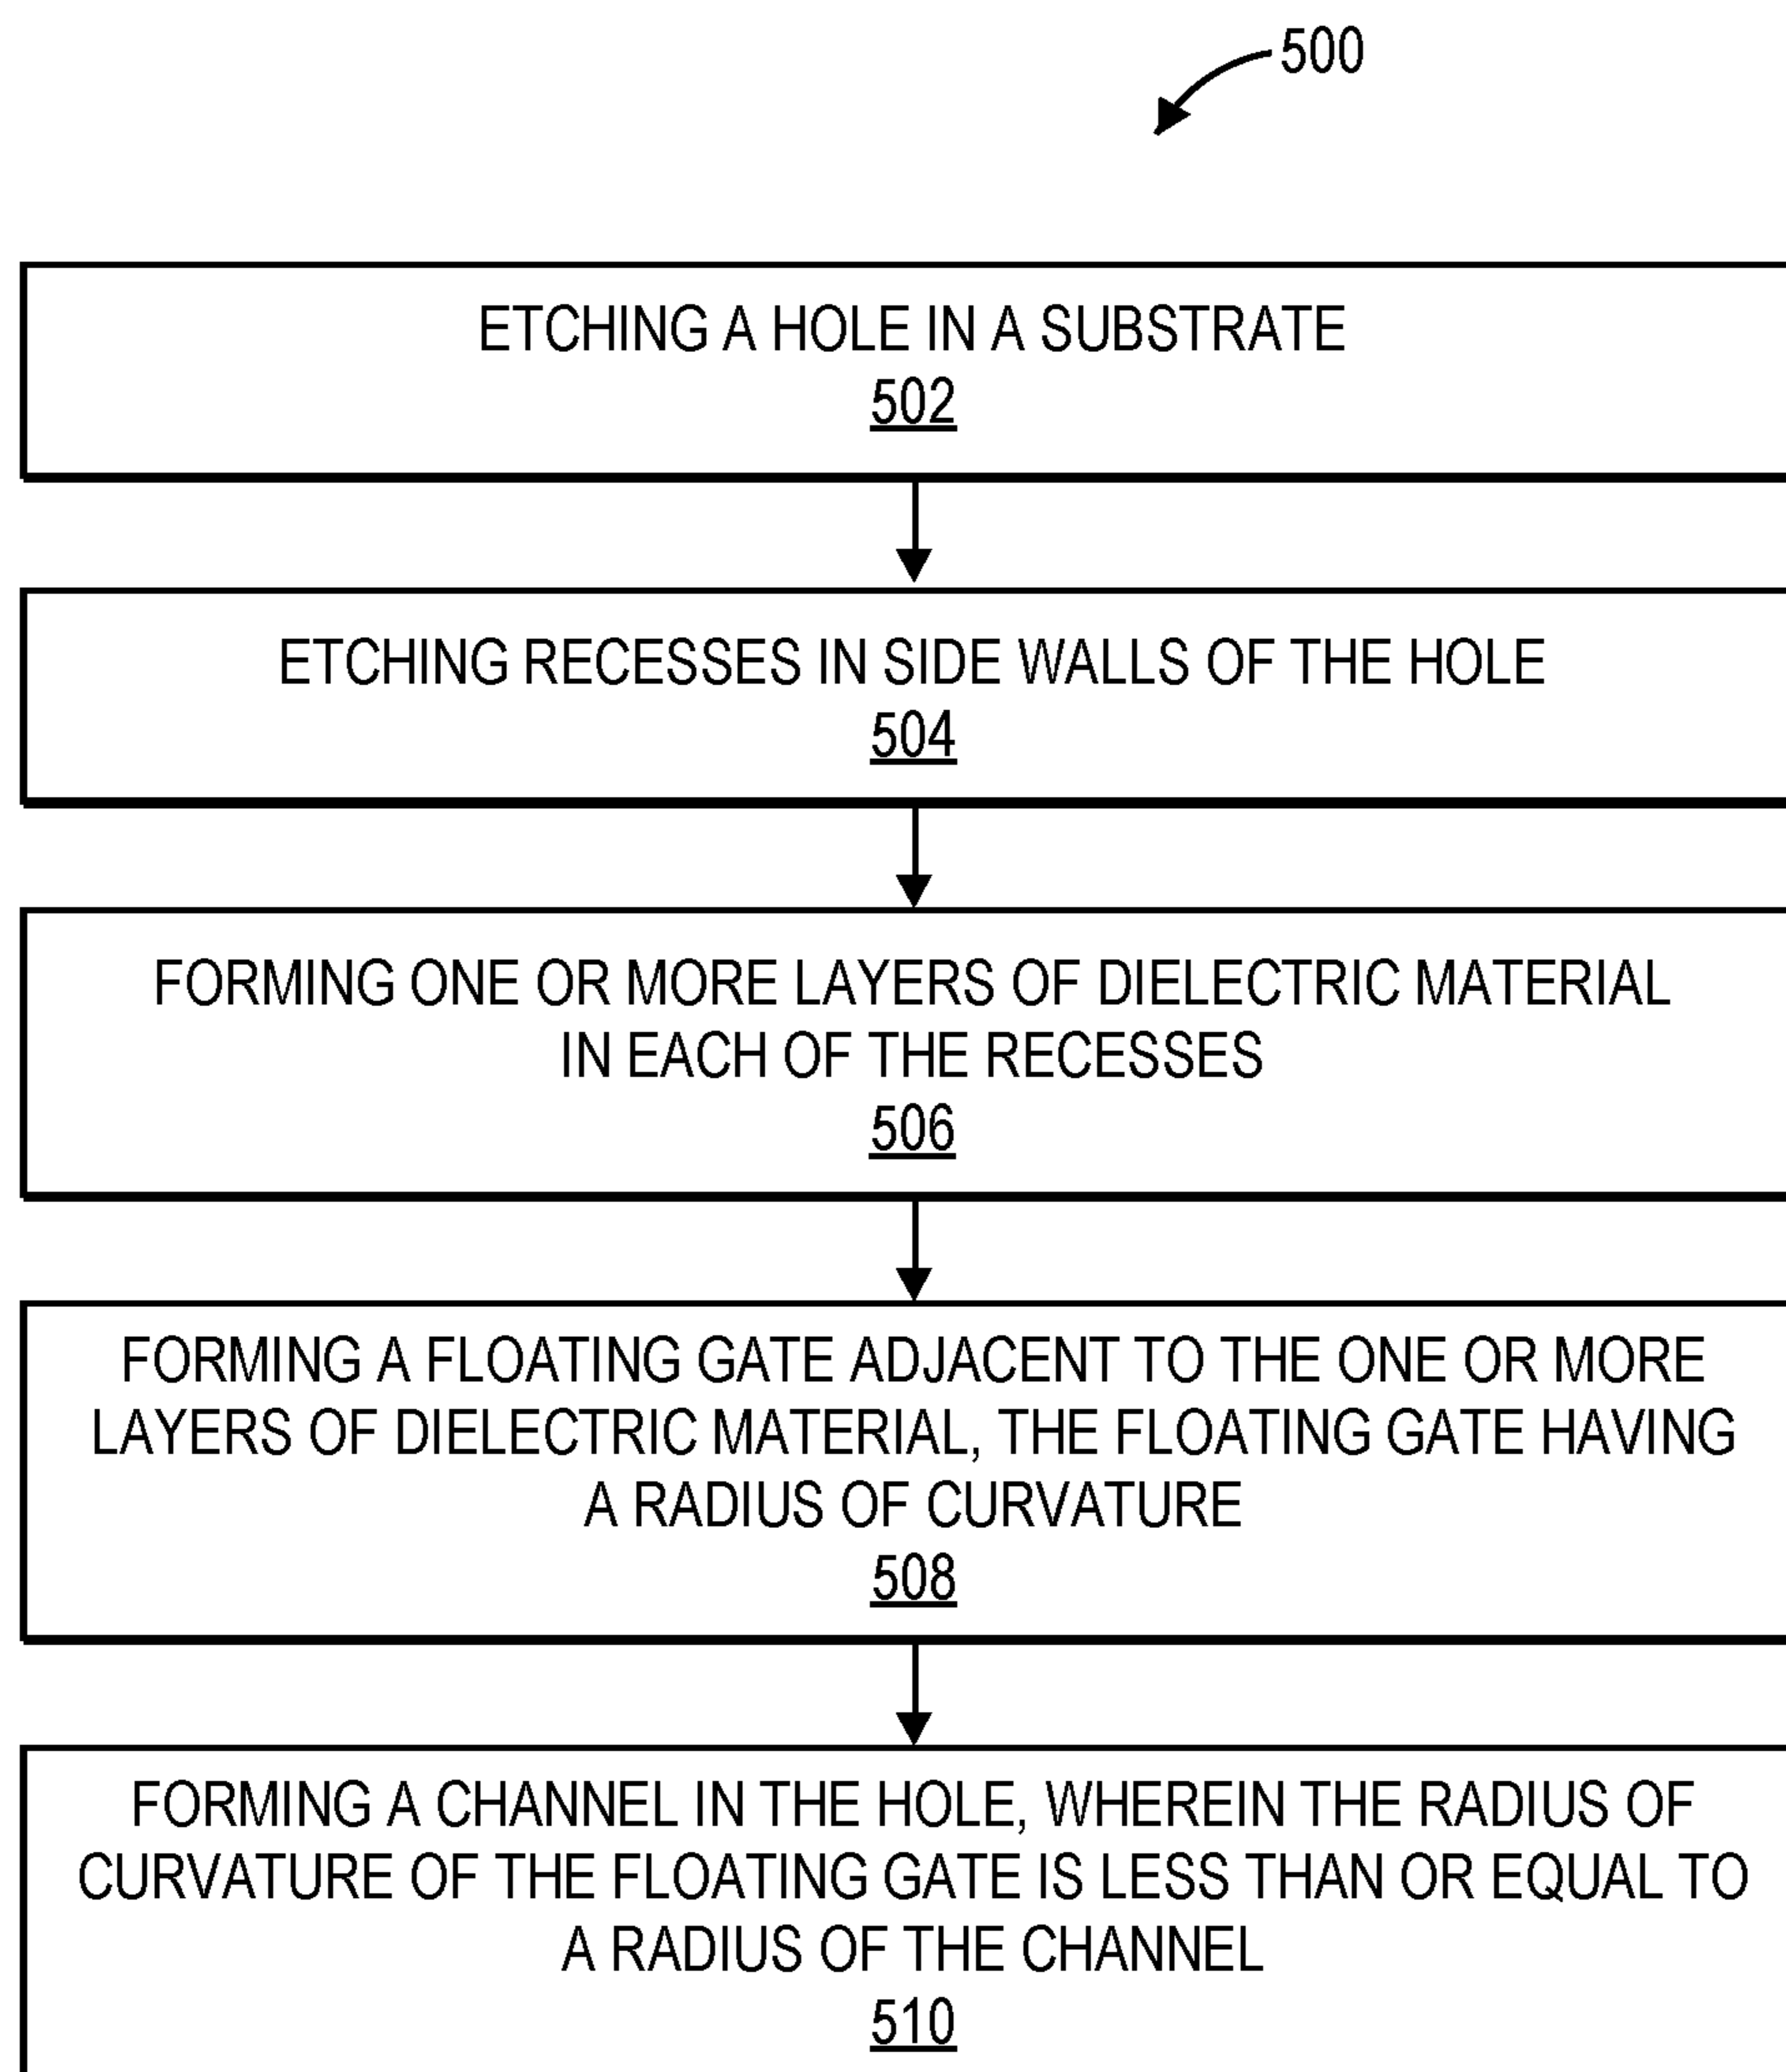 500
ETCHING A HOLE IN A SUBSTRATE
502
ETCHING RECESSES IN SIDE WALLS OF THE HOLE
504
FORMING ONE OR MORE LAYERS OF DIELECTRIC MATERIAL
IN EACH OF THE RECESSES
506
FORMING A FLOATING GATE ADJACENT TO THE ONE OR MORE
LAYERS OF DIELECTRIC MATERIAL, THE FLOATING GATE HAVING
A RADIUS OF CURVATURE
508
FORMING A CHANNEL IN THE HOLE, WHEREIN THE RADIUS OF
CURVATURE OF THE FLOATING GATE IS LESS THAN OR EQUAL TO
A RADIUS OF THE CHANNEL
510